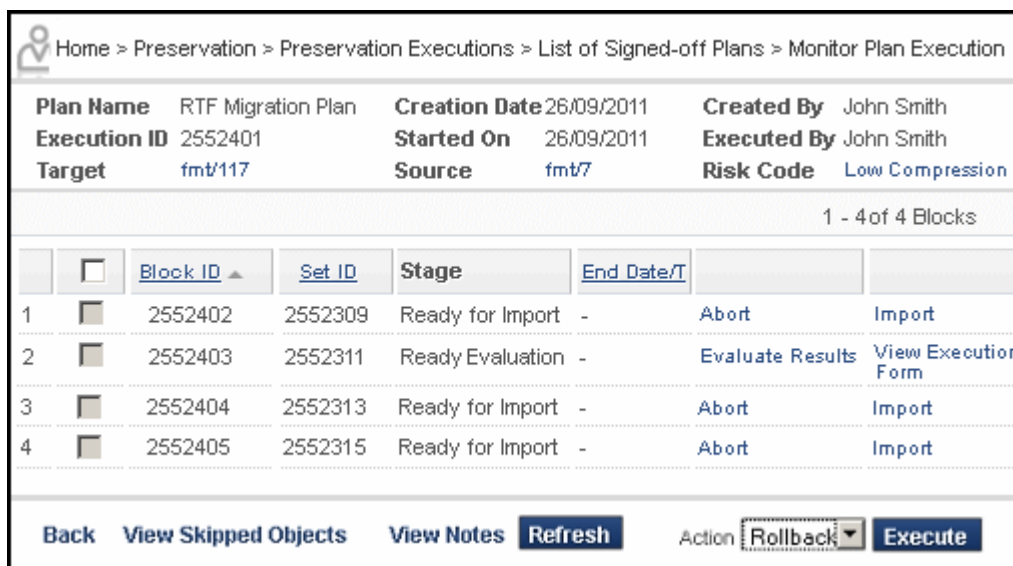 Home > Preservation > Preservation Executions > List of Signed-off Plans > Monitor Plan Execution
Plan Name RTF Migration Plan Creation Date 26/09/2011 Created By John Smith
Execution ID 2552401 Started On 26/09/2011 Executed By John Smith
Target fmt/117 Source fmt/7 Risk Code Low Compression
1 - 4 of 4 Blocks
Block ID Set ID Stage End Date/T
1 2552402 2552309 Ready for Import - Abort Import
2 2552403 2552311 Ready Evaluation - Evaluate Results View Execution Form
3 2552404 2552313 Ready for Import - Abort Import
4 2552405 2552315 Ready for Import - Abort Import
Back View Skipped Objects View Notes Refresh Action Rollback Execute